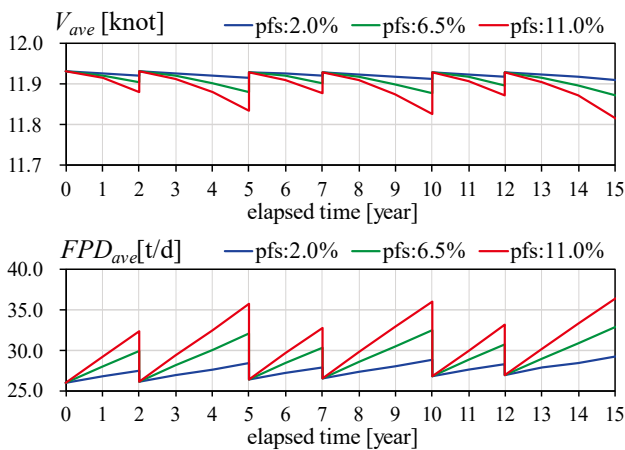 V_ave [knot] pfs:2.0% pfs:6.5% pfs:11.0%
12.0
11.9
11.8
11.7
0 1 2 3 4 5 6 7 8 9 10 11 12 13 14 15
elapsed time [year]
FPD_ave[t/d] pfs:2.0% pfs:6.5% pfs:11.0%
40.0
35.0
30.0
25.0
0 1 2 3 4 5 6 7 8 9 10 11 12 13 14 15
elapsed time [year]